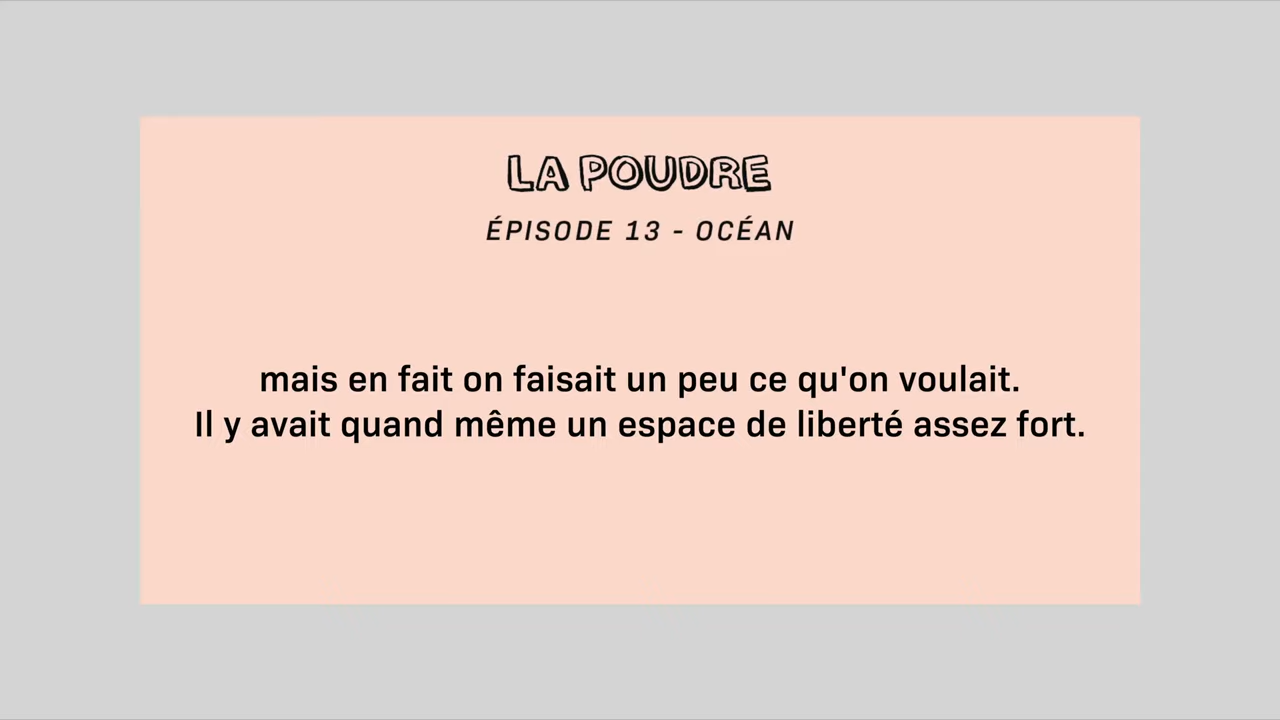 LA POUDRE
ÉPISODE 13 - OCÉAN
mais en fait on faisait un peu ce qu'on voulait.
Il y avait quand même un espace de liberté assez fort.